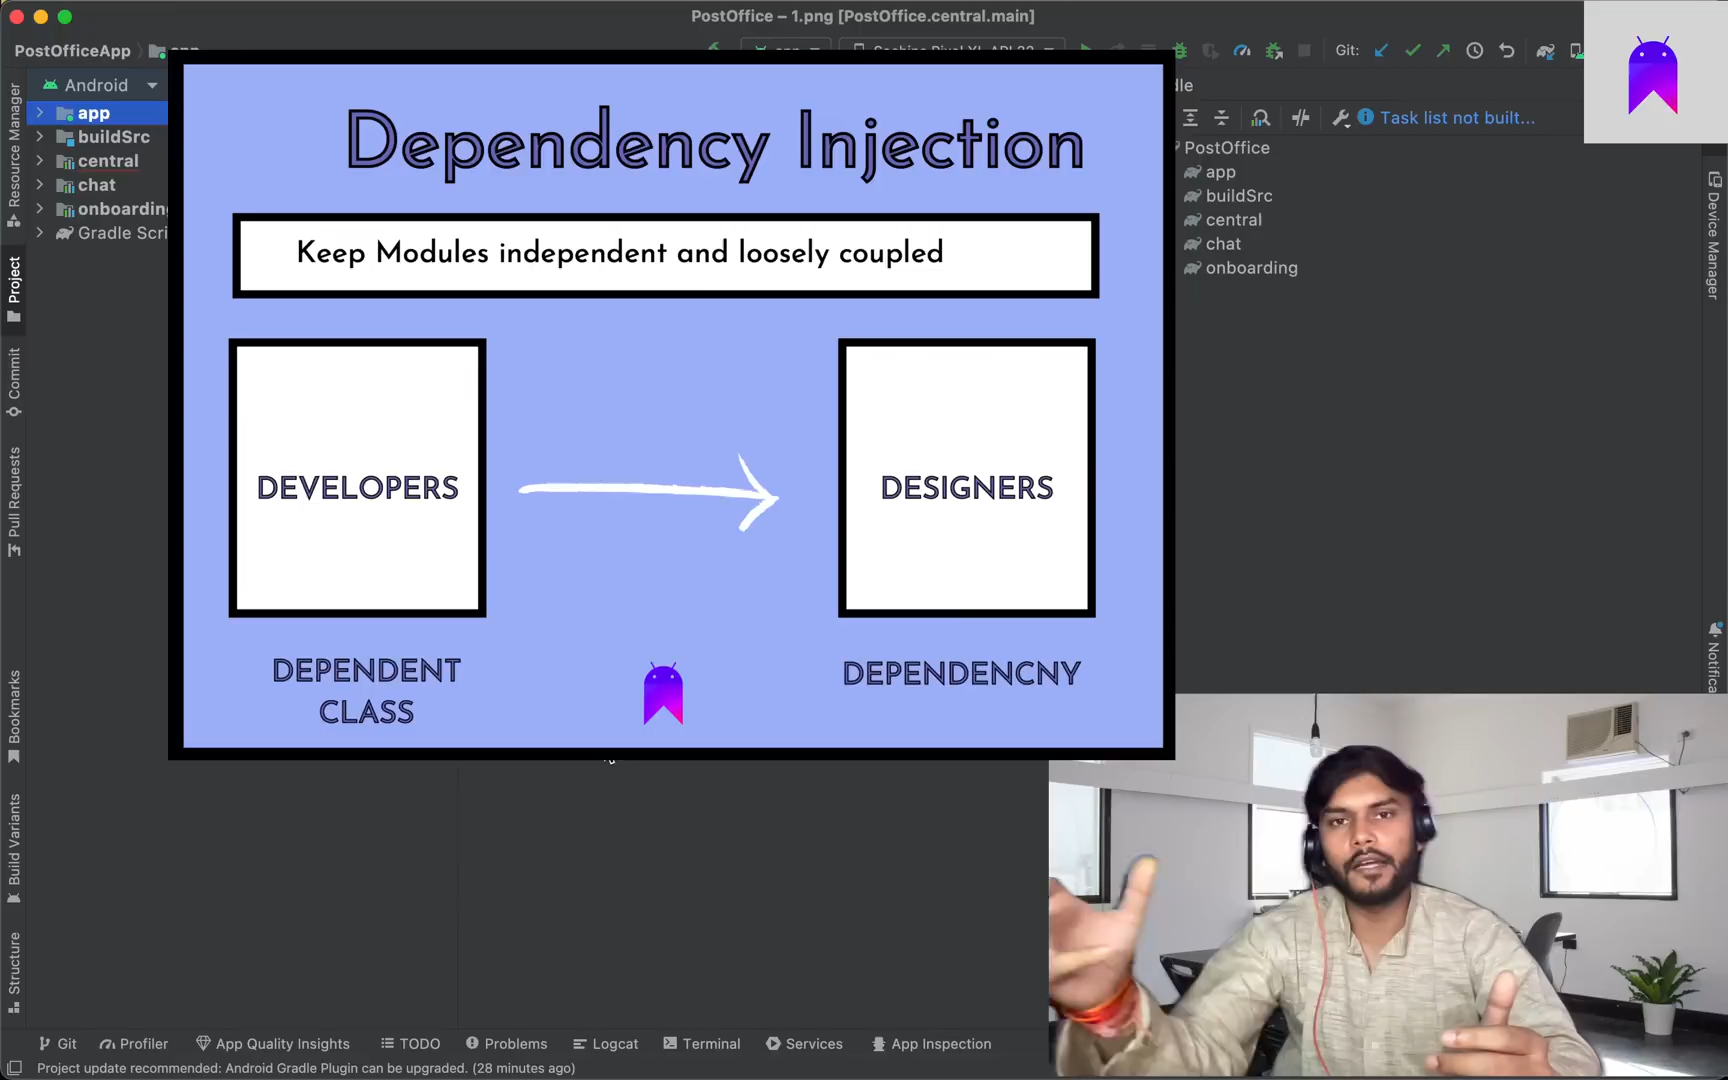 PostOffice – 1.png [PostOffice.central.main]
PostOfficeApp
Git:
Android
app
buildSrc
central
chat
Gradle Scri
Resource Manager
Project
Commit
Pull Requests
Bookmarks
Build Variants
Structure
Dependency Injection
Keep Modules independent and loosely coupled
DEVELOPERS
DESIGNERS
DEPENDENT
CLASS
DEPENDENCNY
Task list not built...
PostOffice
app
buildSrc
central
chat
onboarding
Device Manager
Notifica
Git
Profiler
App Quality Insights
TODO
Problems
Logcat
Terminal
Services
App Inspection
Project update recommended: Android Gradle Plugin can be upgraded. (28 minutes ago)